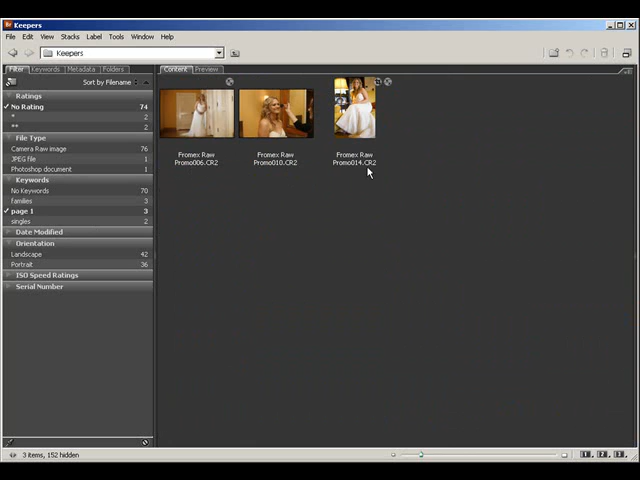 Br Keepers
File Edit View Stacks Label Tools Window Help
Keepers
Filter Keywords Metadata Folders
Content Preview
Sort by Filename
Ratings
No Rating 74
* 2
** 2
File Type
Camera Raw image 76
JPEG file 1
Photoshop document 1
Keywords
No Keywords 70
families 3
page 1 3
singles 2
Date Modified
Orientation
Landscape 42
Portrait 36
ISO Speed Ratings
Serial Number
Fromex Raw
Promo006.CR2
Fromex Raw
Promo010.CR2
Fromex Raw
Promo014.CR2
3 items, 152 hidden
1 2 3